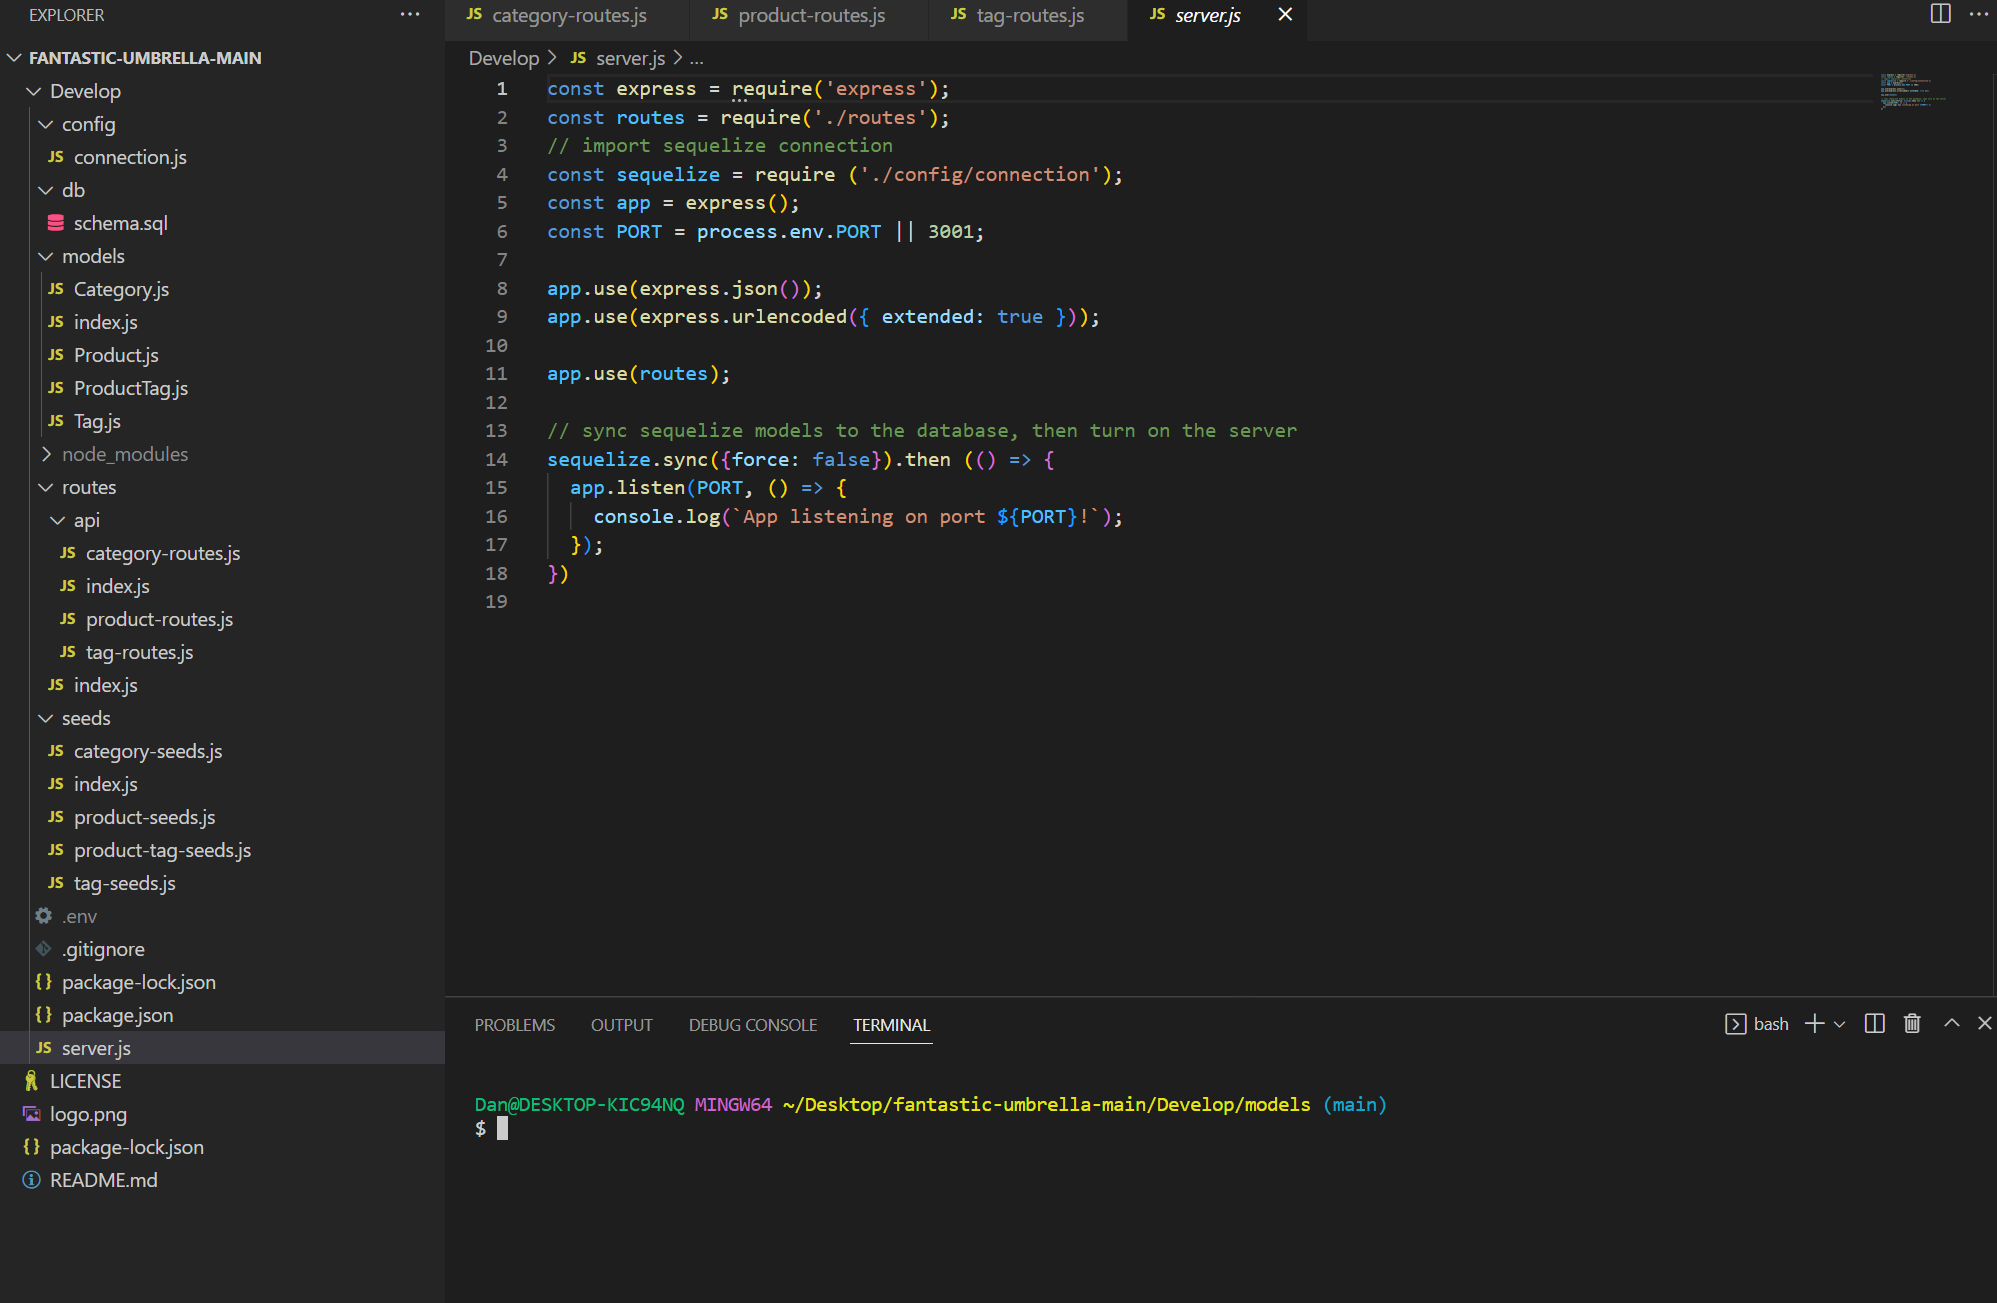 EXPLORER
FANTASTIC-UMBRELLA-MAIN
Develop
config
JS connection.js
db
schema.sql
models
JS Category.js
JS index.js
JS Product.js
JS ProductTag.js
JS Tag.js
node_modules
routes
api
JS category-routes.js
JS index.js
JS product-routes.js
JS tag-routes.js
JS index.js
seeds
JS category-seeds.js
JS index.js
JS product-seeds.js
JS product-tag-seeds.js
JS tag-seeds.js
.env
.gitignore
{} package-lock.json
{} package.json
JS server.js
LICENSE
logo.png
{} package-lock.json
README.md
JS category-routes.js JS product-routes.js JS tag-routes.js JS server.js
Develop > JS server.js > ...
1 const express = require('express');
2 const routes = require('./routes');
3 // import sequelize connection
4 const sequelize = require ('./config/connection');
5 const app = express();
6 const PORT = process.env.PORT || 3001;
7
8 app.use(express.json());
9 app.use(express.urlencoded({ extended: true }));
10
11 app.use(routes);
12
13 // sync sequelize models to the database, then turn on the server
14 sequelize.sync({force: false}).then (() => {
15 app.listen(PORT, () => {
16 console.log(`App listening on port ${PORT}!`);
17 });
18 })
19
PROBLEMS OUTPUT DEBUG CONSOLE TERMINAL bash
Dan@DESKTOP-KIC94NQ MINGW64 ~/Desktop/fantastic-umbrella-main/Develop/models (main)
$